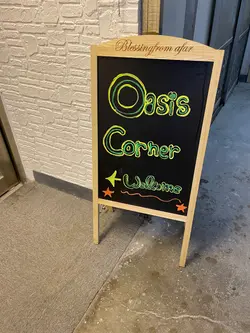 Blessing from afar
Oasis
Corner
Welcome